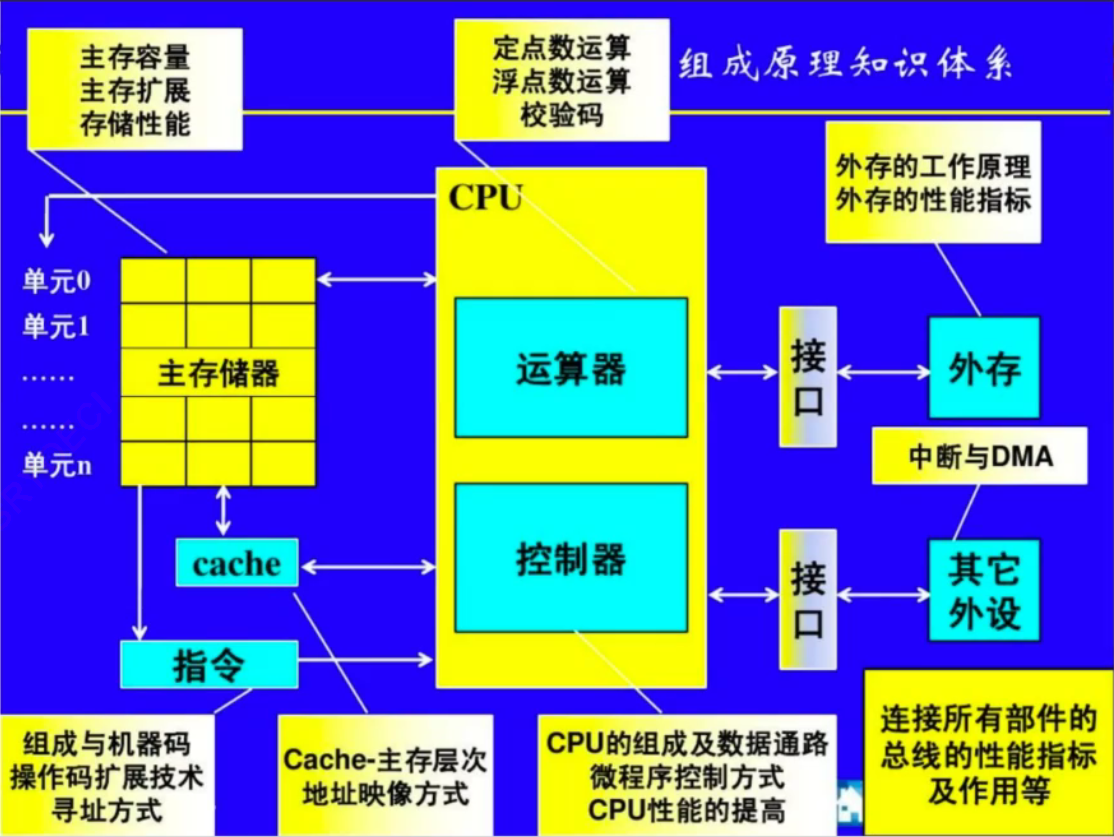 组成原理知识体系
主存容量
主存扩展
存储性能
定点数运算
浮点数运算
校验码
外存的工作原理
外存的性能指标
CPU
单元0
单元1
……
……
单元n
主存储器
运算器
接
口
外存
中断与DMA
cache
控制器
接
口
其它
外设
指令
组成与机器码
操作码扩展技术
寻址方式
Cache-主存层次
地址映像方式
CPU的组成及数据通路
微程序控制方式
CPU性能的提高
连接所有部件的
总线的性能指标
及作用等